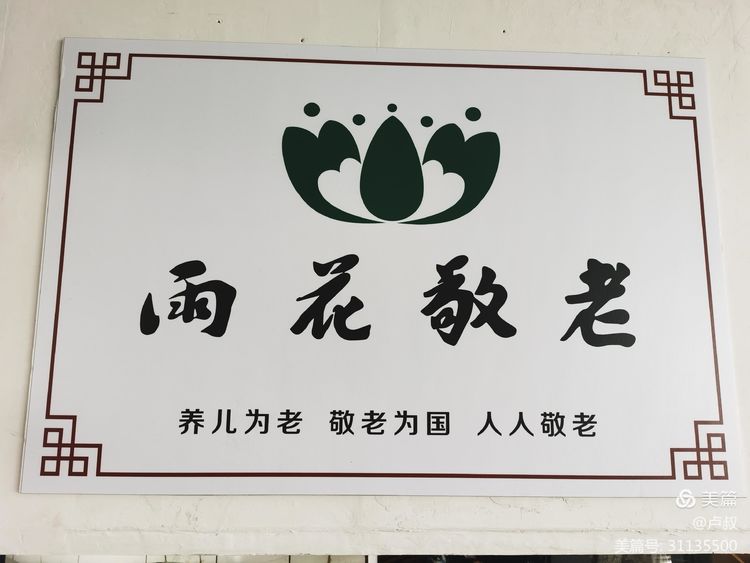 雨花敬老
养儿为老 敬老为国 人人敬老
美篇
@卢叔
美篇号: 31135500